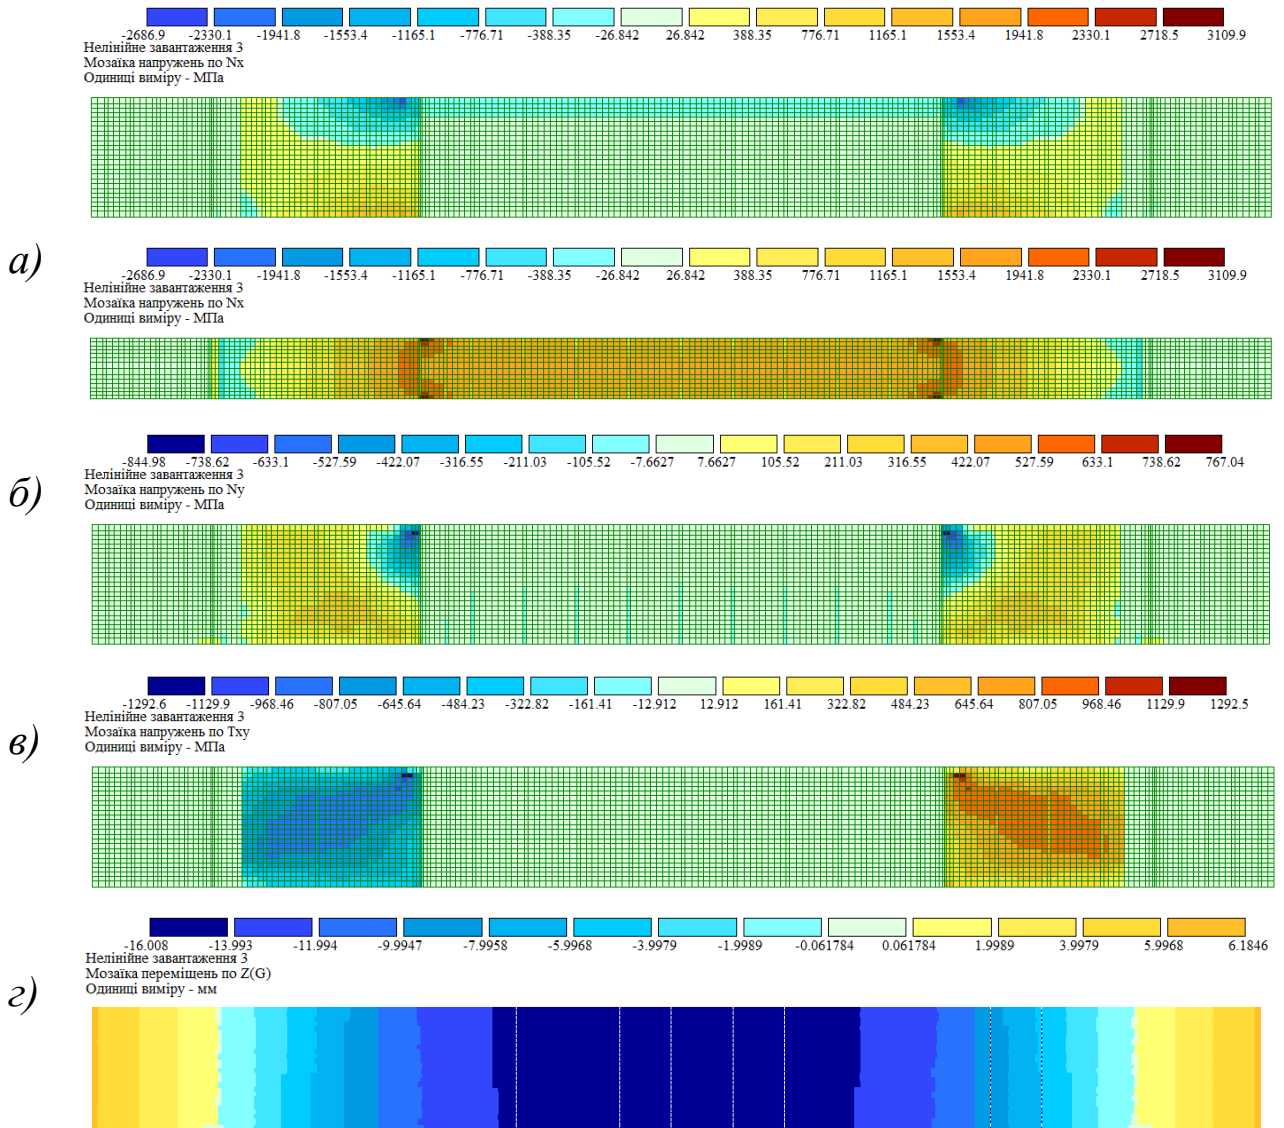 -2686.9 -2330.1 -1941.8 -1553.4 -1165.1 -776.71 -388.35 -26.842 26.842 388.35 776.71 1165.1 1553.4 1941.8 2330.1 2718.5 3109.9
Нелінійне завантаження 3
Мозаїка напружень по Nx
Одиниці виміру - МПа
а)
-2686.9 -2330.1 -1941.8 -1553.4 -1165.1 -776.71 -388.35 -26.842 26.842 388.35 776.71 1165.1 1553.4 1941.8 2330.1 2718.5 3109.9
Нелінійне завантаження 3
Мозаїка напружень по Nx
Одиниці виміру - МПа
-844.98 -738.62 -633.1 -527.59 -422.07 -316.55 -211.03 -105.52 -7.6627 7.6627 105.52 211.03 316.55 422.07 527.59 633.1 738.62 767.04
Нелінійне завантаження 3
б)
Мозаїка напружень по Ny
Одиниці виміру - МПа
-1292.6 -1129.9 -968.46 -807.05 -645.64 -484.23 -322.82 -161.41 -12.912 12.912 161.41 322.82 484.23 645.64 807.05 968.46 1129.9 1292.5
Нелінійне завантаження 3
в)
Мозаїка напружень по Txy
Одиниці виміру - МПа
-16.008 -13.993 -11.994 -9.9947 -7.9958 -5.9968 -3.9979 -1.9989 -0.061784 0.061784 1.9989 3.9979 5.9968 6.1846
Нелінійне завантаження 3
Мозаїка переміщень по Z(G)
Одиниці виміру - мм
г)